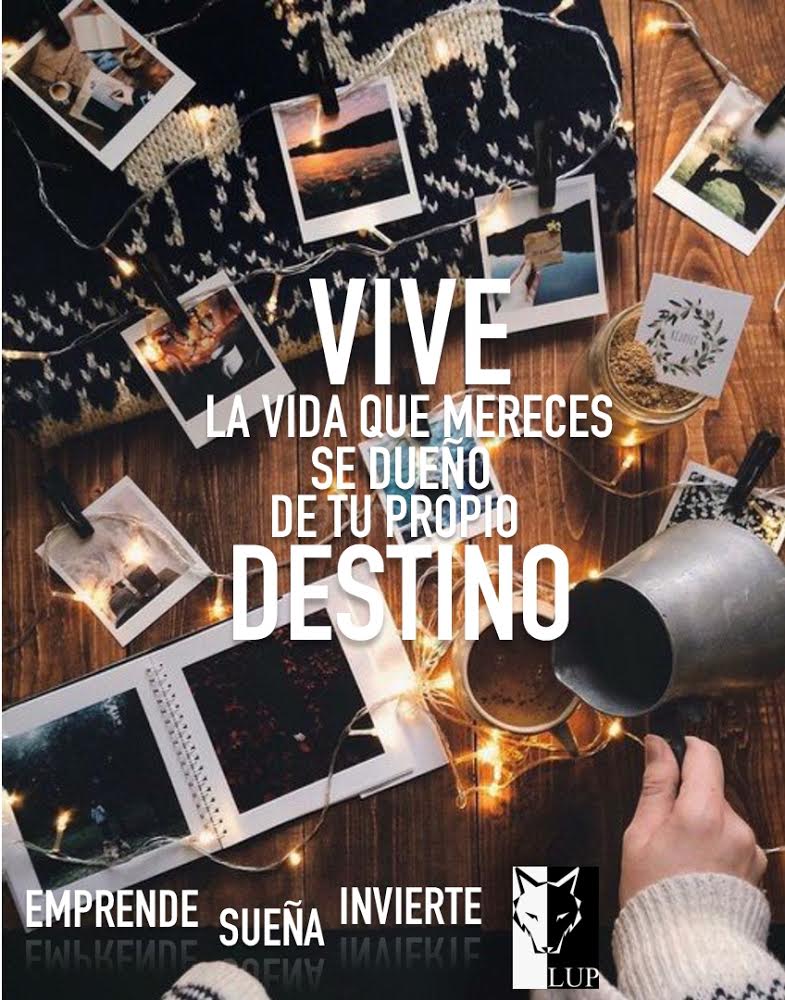 VIVE
LA VIDA QUE MERECES
SE DUEÑO
DE TU PROPIO
DESTINO
EMPRENDE SUEÑA INVIERTE
LUP